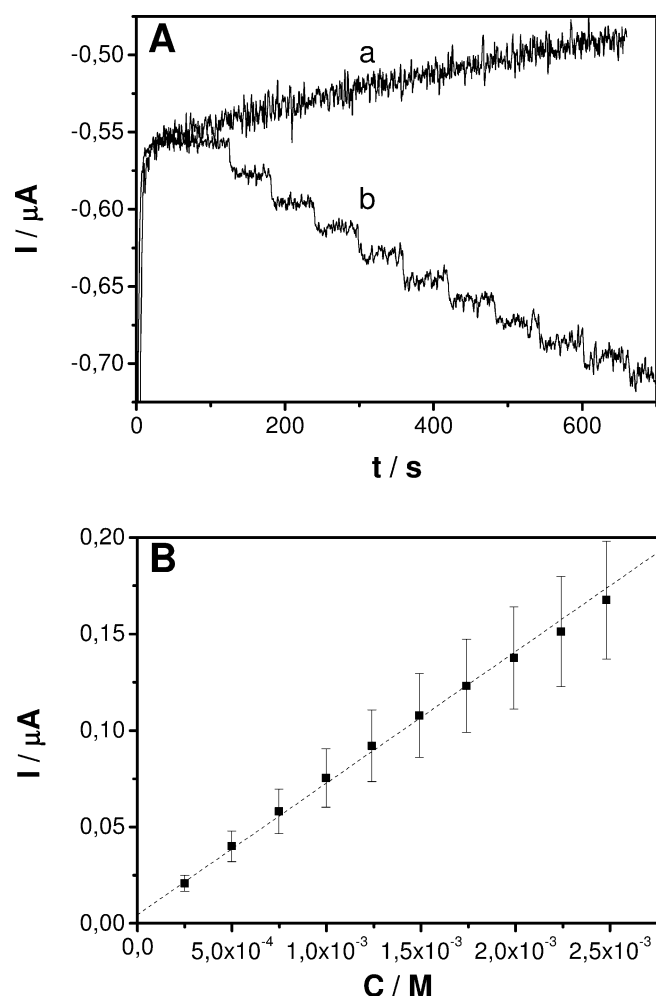 A
a
b
-0,50
-0,55
-0,60
-0,65
-0,70
I / μA
0 200 400 600
t / s
B
0,20
0,15
0,10
0,05
0,00
I / μA
0,0 5,0x10⁻⁴ 1,0x10⁻³ 1,5x10⁻³ 2,0x10⁻³ 2,5x10⁻³
C / M